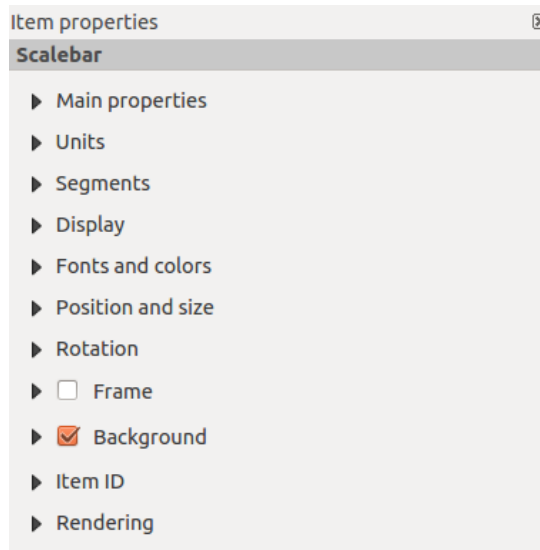 Item properties
Scalebar
Main properties
Units
Segments
Display
Fonts and colors
Position and size
Rotation
Frame
Background
Item ID
Rendering